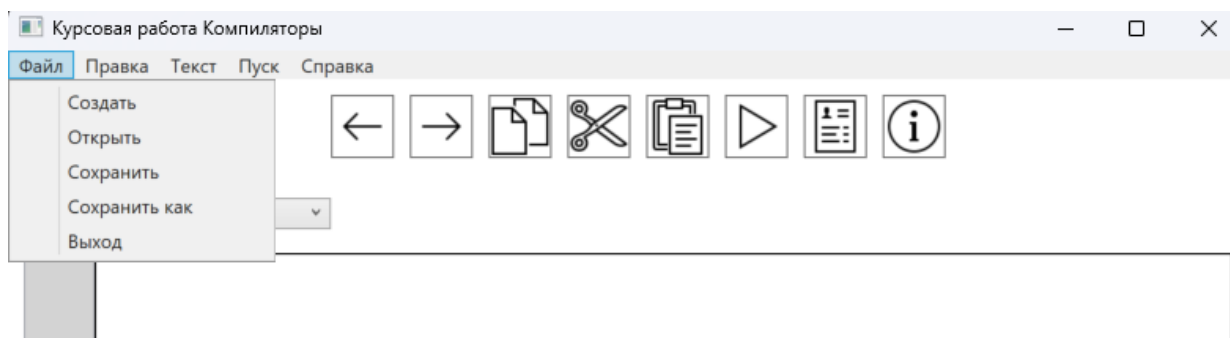 Курсовая работа Компиляторы
Файл Правка Текст Пуск Справка
Создать
Открыть
Сохранить
Сохранить как
Выход